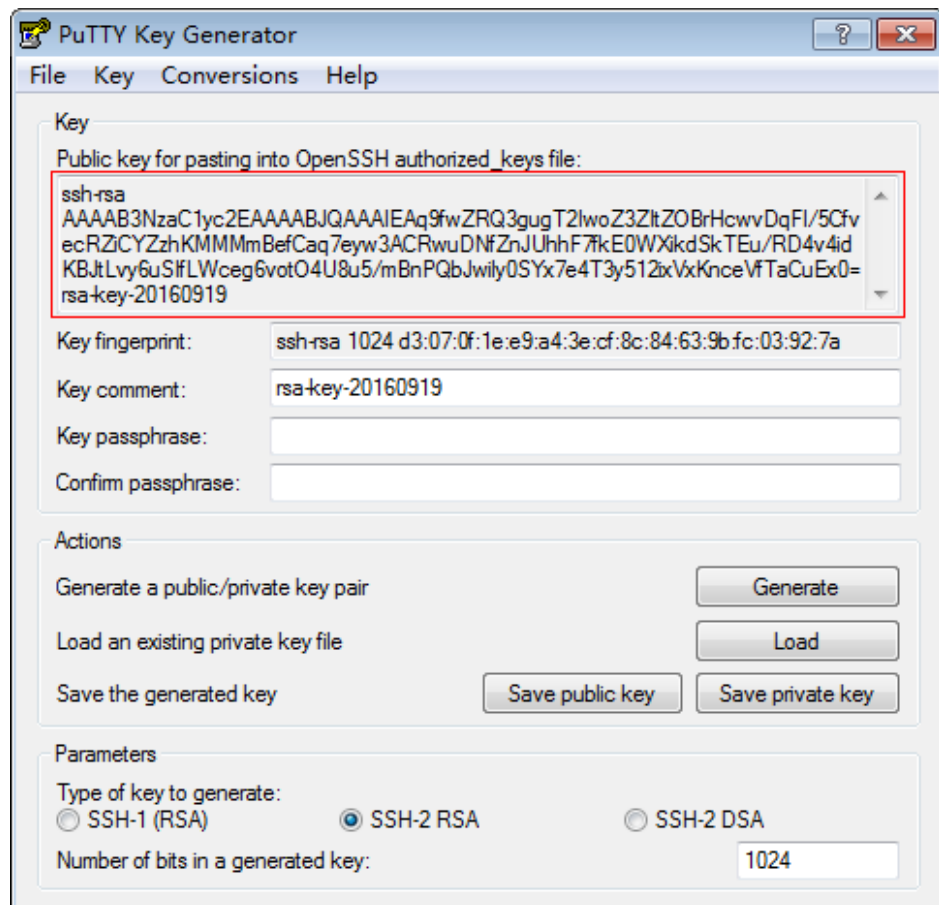 PuTTY Key Generator
File Key Conversions Help
Key
Public key for pasting into OpenSSH authorized_keys file:
ssh-rsa
AAAAB3NzaC1yc2EAAAABJQAAAIEAq9fwZRQ3gugT2IwoZ3ZItZOBrHcwvDqFI/5Cfv
ecRZiCYZzhKMMMmBefCaq7eyw3ACRwuDNfZnJUhhF7fkE0WXikdSkTEu/RD4v4id
KBJtLvy6uSIfLWceg6votO4U8u5/mBnPQbJwily0SYx7e4T3y512ixVxKnceVfTaCuEx0=
rsa-key-20160919
Key fingerprint: ssh-rsa 1024 d3:07:0f:1e:e9:a4:3e:cf:8c:84:63:9b:fc:03:92:7a
Key comment: rsa-key-20160919
Key passphrase:
Confirm passphrase:
Actions
Generate a public/private key pair Generate
Load an existing private key file Load
Save the generated key Save public key Save private key
Parameters
Type of key to generate:
SSH-1 (RSA) SSH-2 RSA SSH-2 DSA
Number of bits in a generated key: 1024